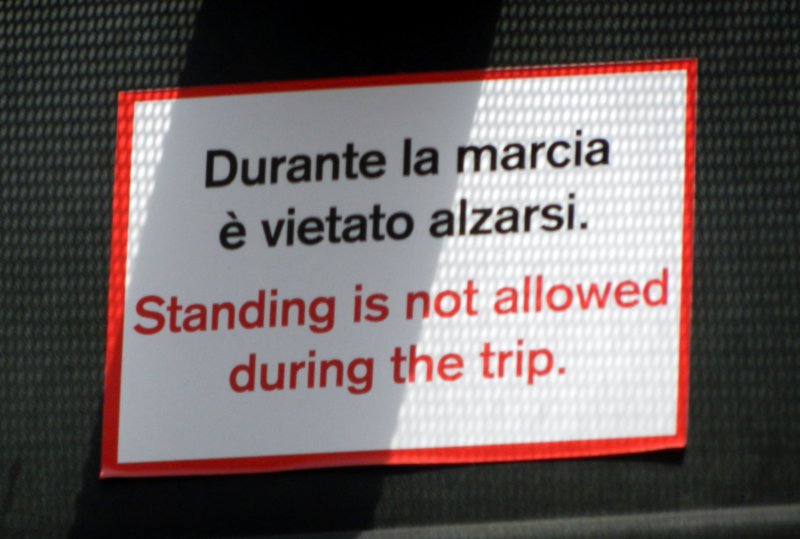 Durante la marcia
è vietato alzarsi.
Standing is not allowed
during the trip.